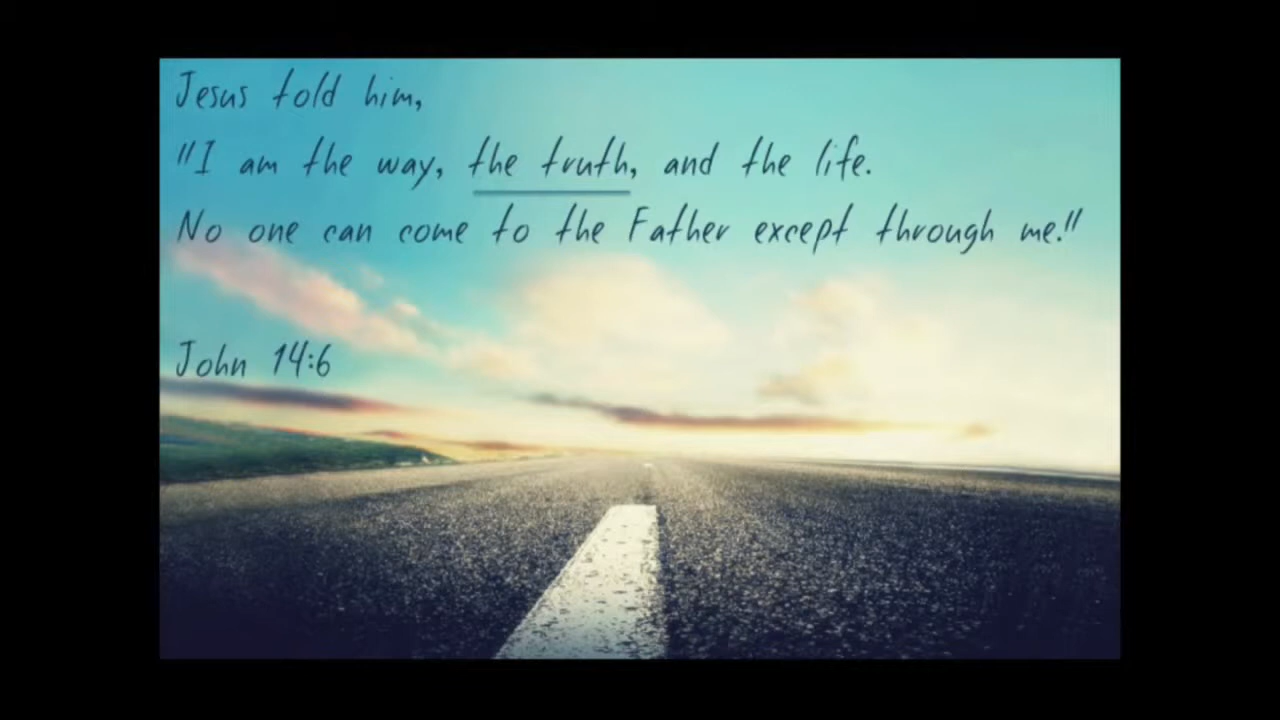 Jesus told him,
"I am the way, the truth, and the life.
No one can come to the Father except through me."
John 14:6